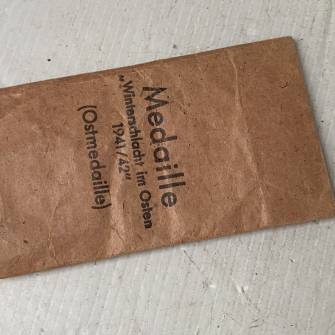 Medaille
„Winterschlacht im Osten
1941/42"
(Ostmedaille)